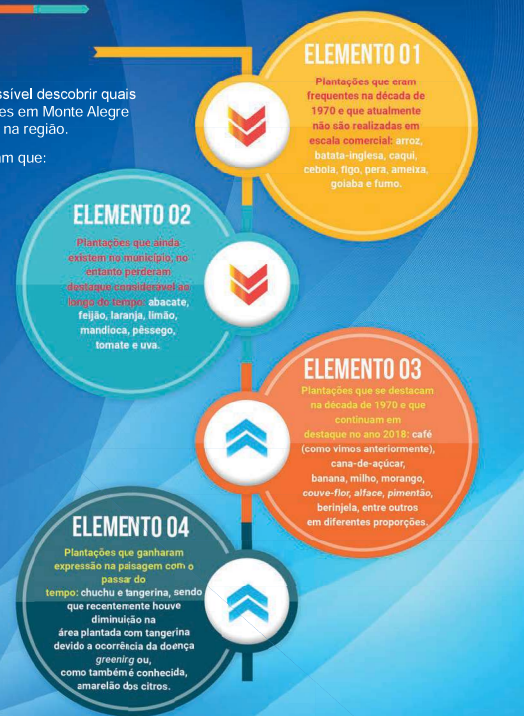 ssível descobrir quais
es em Monte Alegre
na região.
am que:
ELEMENTO 01
Plantações que eram
frequentes na década de
1970 e que atualmente
não são realizadas em
escala comercial: arroz,
batata-inglesa, caqui,
cebola, figo, pera, ameixa,
goiaba e fumo.
ELEMENTO 02
Plantações que ainda
existem no município, no
entanto perderam
destaque considerável ao
longo do tempo: abacate,
feijão, laranja, limão,
mandioca, pêssego,
tomate e uva.
ELEMENTO 03
Plantações que se destacam
na década de 1970 e que
continuam em
destaque no ano 2018: café
(como vimos anteriormente),
cana-de-açúcar,
banana, milho, morango,
couve-flor, alface, pimentão,
berinjela, entre outros
em diferentes proporções.
ELEMENTO 04
Plantações que ganharam
expressão na paisagem com o
passar do
tempo: chuchu e tangerina, sendo
que recentemente houve
diminuição na
área plantada com tangerina
devido a ocorrência da doença
greenirg ou,
como também é conhecida,
amarelão dos citros.